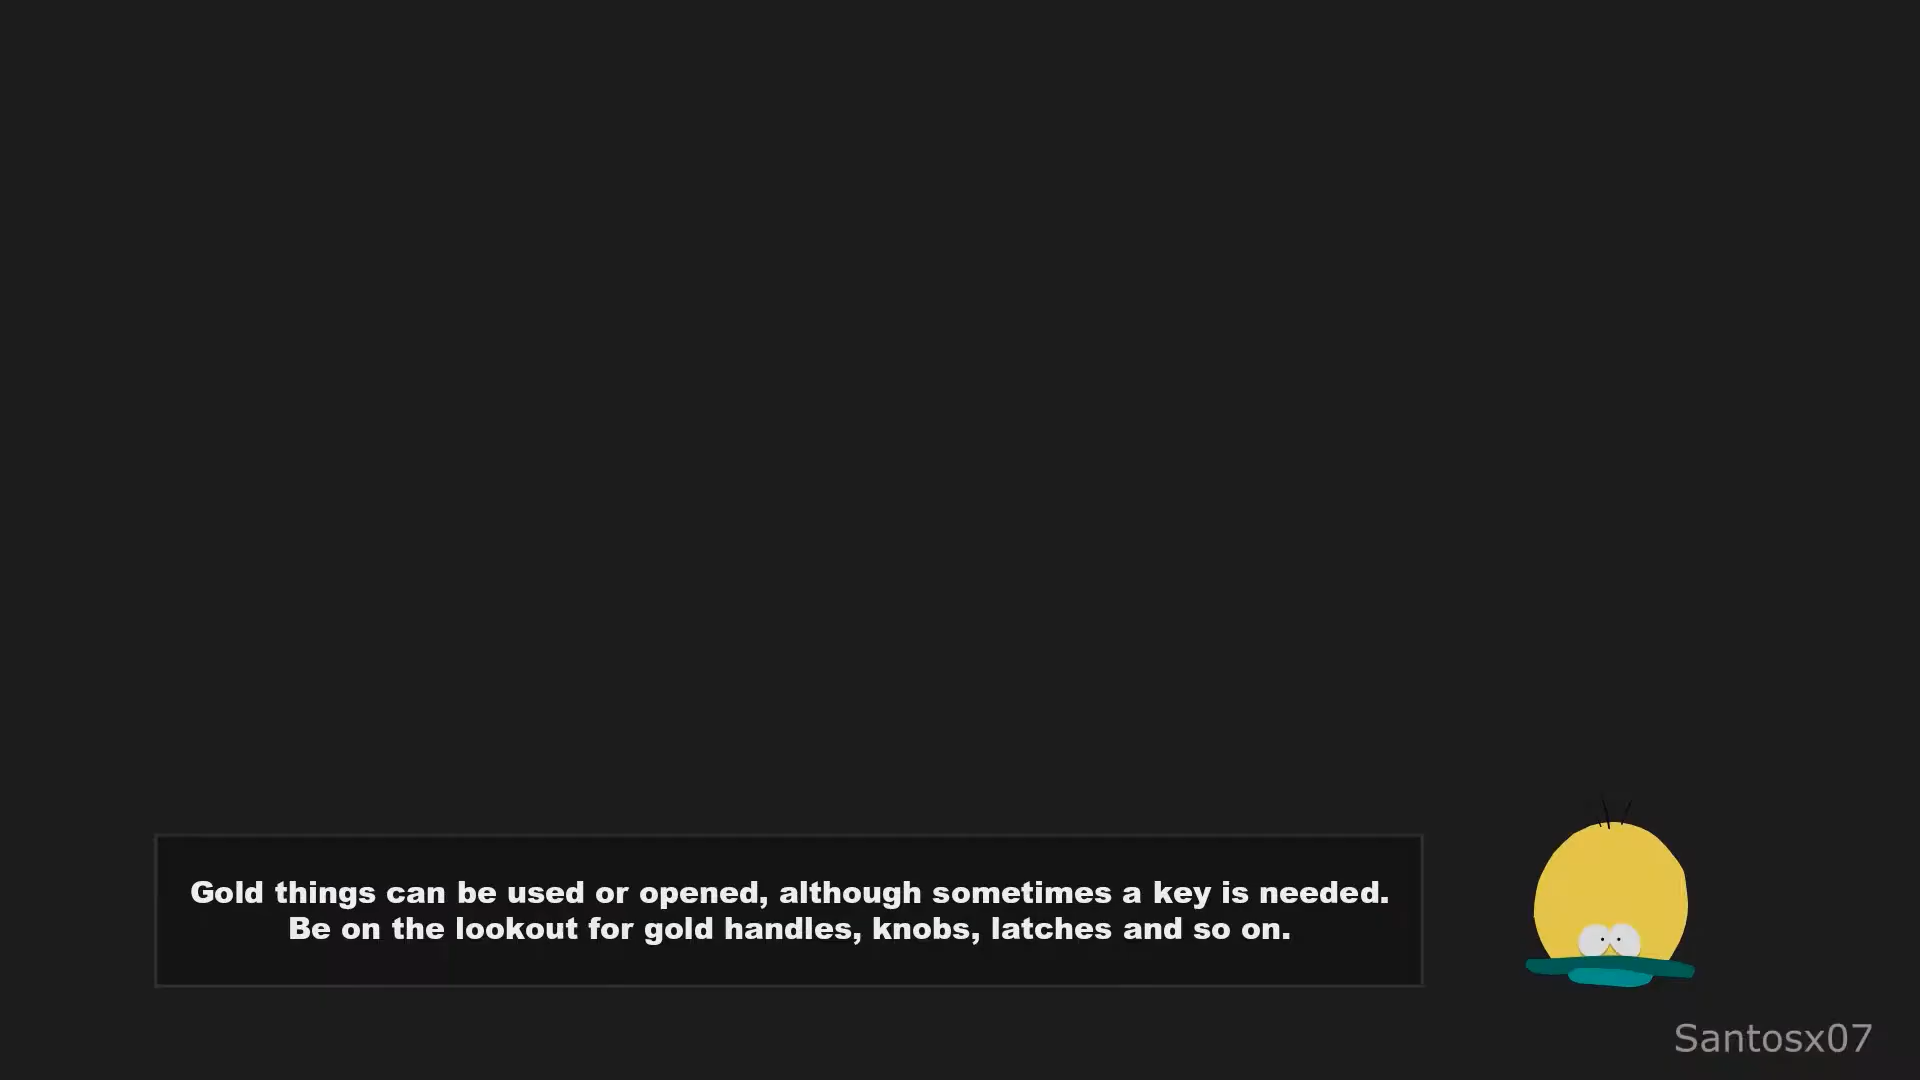 Gold things can be used or opened, although sometimes a key is needed.
Be on the lookout for gold handles, knobs, latches and so on.
Santosx07